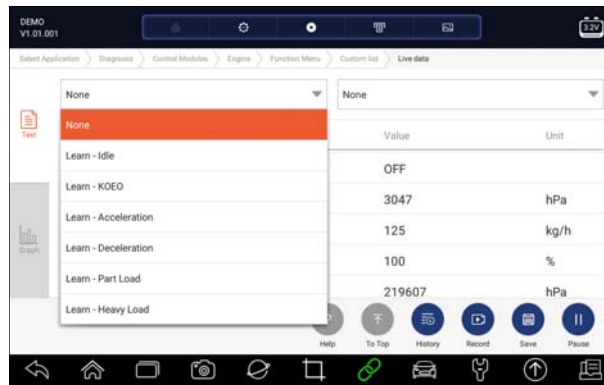 DEMO
V1.01.001
3.2V
Select Application Diagnosis Control Modules Engine Function Menu Custom list Live data
None None
None
Value Unit
Text
Learn - Idle
OFF
Learn - KOEO
3047 hPa
Learn - Acceleration
125 kg/h
Learn - Deceleration
Graph
100 %
Learn - Part Load
219607 hPa
Learn - Heavy Load
Help To Top History Record Save Pause